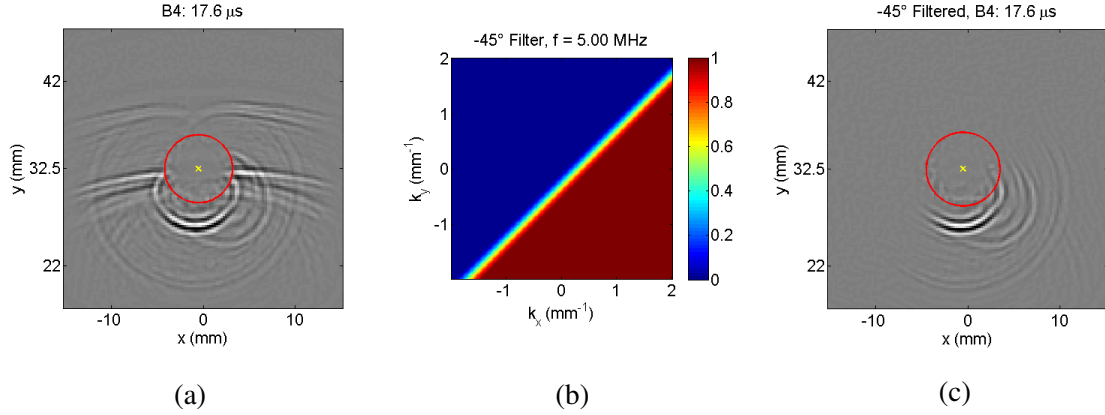 B4: 17.6 μs
y (mm)
42
32.5
22
-10
0
10
x (mm)
(a)
-45° Filter, f = 5.00 MHz
k_y (mm⁻¹)
2
1
0
-1
-1
0
1
2
k_x (mm⁻¹)
1
0.8
0.6
0.4
0.2
0
(b)
-45° Filtered, B4: 17.6 μs
y (mm)
42
32.5
22
-10
0
10
x (mm)
(c)